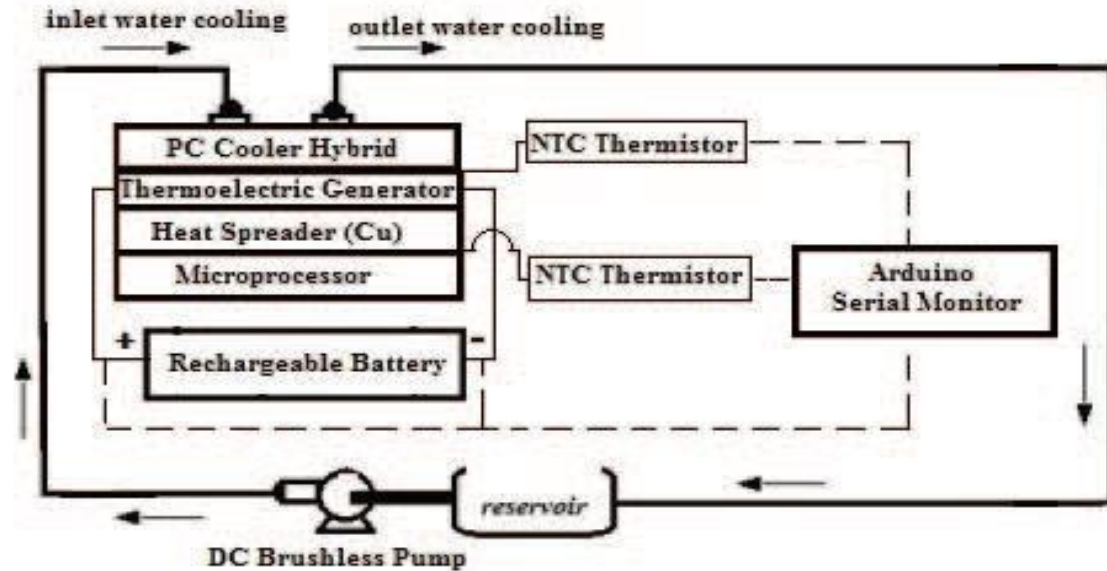 inlet water cooling
outlet water cooling
PC Cooler Hybrid
NTC Thermistor
Thermoelectric Generator
Heat Spreader (Cu)
Microprocessor
NTC Thermistor
Arduino
Serial Monitor
+
-
Rechargeable Battery
reservoir
DC Brushless Pump